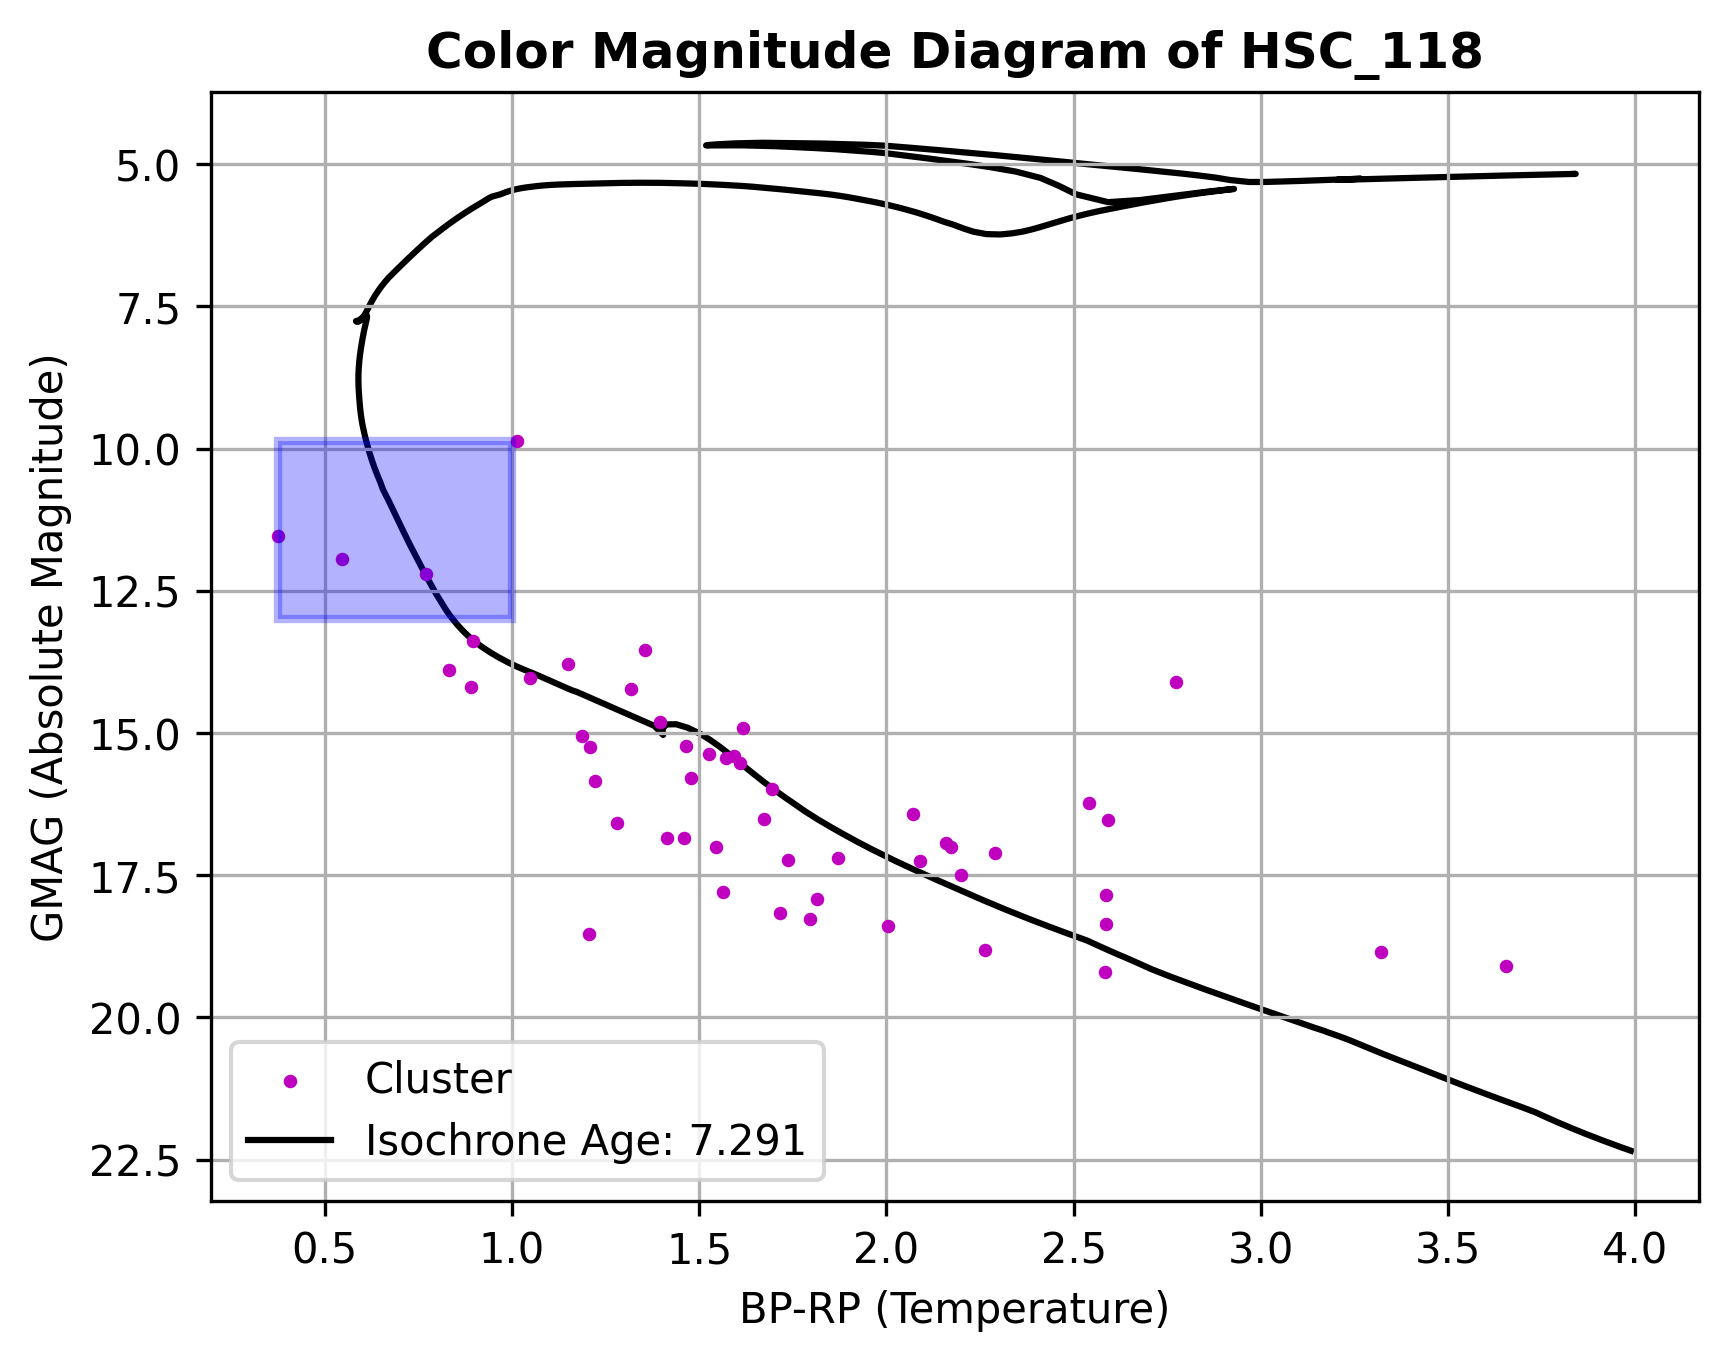 Color Magnitude Diagram of HSC_118
GMAG (Absolute Magnitude)
5.0
7.5
10.0
12.5
15.0
17.5
20.0
22.5
Cluster
Isochrone Age: 7.291
0.5 1.0 1.5 2.0 2.5 3.0 3.5 4.0
BP-RP (Temperature)